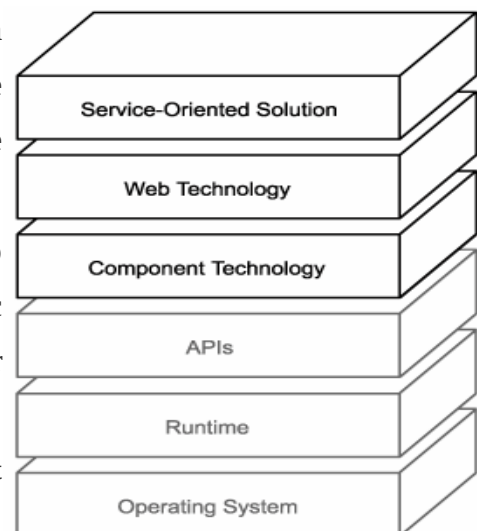 Service-Oriented Solution
Web Technology
Component Technology
APIs
Runtime
Operating System